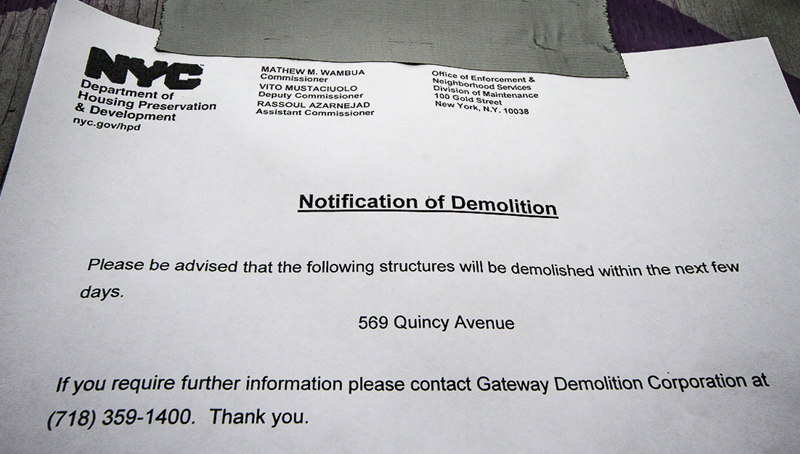 NYC
Department of
Housing Preservation
& Development
nyc.gov/hpd
MATHEW M. WAMBUA
Commissioner
VITO MUSTACIUOLO
Deputy Commissioner
RASSOUL AZARNEJAD
Assistant Commissioner
Office of Enforcement &
Neighborhood Services
Division of Maintenance
100 Gold Street
New York, N.Y. 10038
Notification of Demolition
Please be advised that the following structures will be demolished within the next few
days.
569 Quincy Avenue
If you require further information please contact Gateway Demolition Corporation at
(718) 359-1400. Thank you.